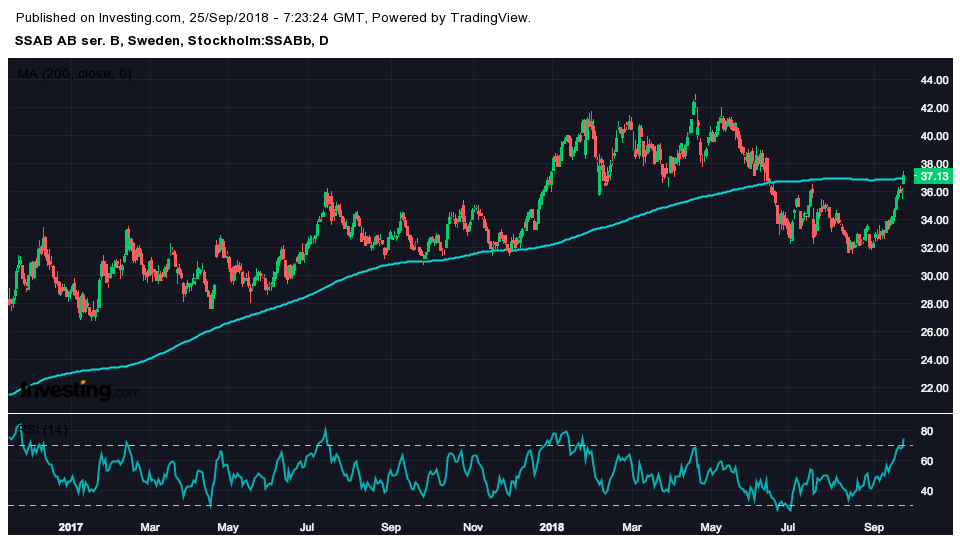 Published on Investing.com, 25/Sep/2018 - 7:23:24 GMT, Powered by TradingView.
SSAB AB ser. B, Sweden, Stockholm:SSABb, D
MA (200, close, 0)
44.00
42.00
40.00
38.00
37.13
36.00
34.00
32.00
30.00
28.00
26.00
24.00
22.00
Investing.com
RSI (14)
80
60
40
2017 Mar May Jul Sep Nov 2018 Mar May Jul Sep